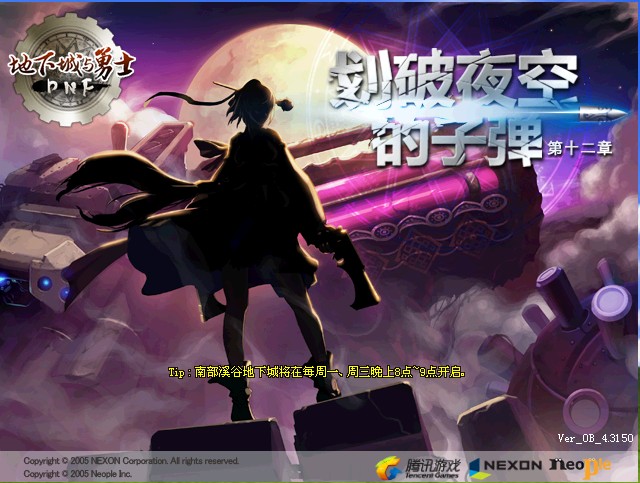 地下城与勇士
DNF
划破夜空
的子弹 第十二章
Tip：南部溪谷地下城将在每周一、周三晚上8点~9点开启。
Ver_OB_4.3150
Copyright © 2005 NEXON Corporation. All rights reserved.
Copyright © 2005 Neople Inc.
腾讯游戏 Tencent Games NEXON neople